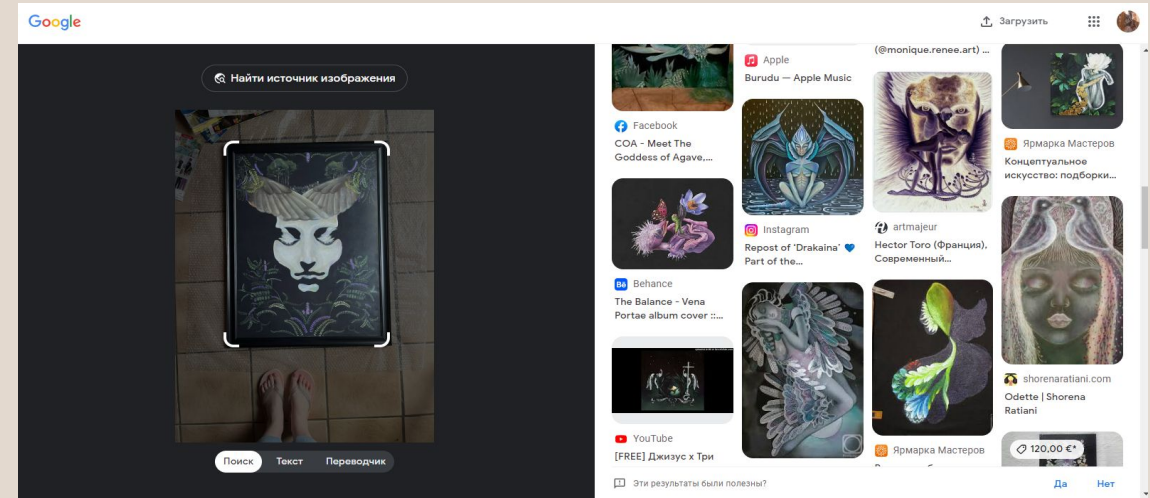 Google
Загрузить
Найти источник изображения
Поиск
Текст
Переводчик
Facebook
COA - Meet The
Goddess of Agave,...
Behance
The Balance - Vena
Portae album cover ::...
YouTube
[FREE] Джизус x Три
Apple
Burudu — Apple Music
Instagram
Repost of 'Drakaina' 💙
Part of the...
(@monique.renee.art) ...
artmajeur
Hector Toro (Франция),
Современный...
Ярмарка Мастеров
Ярмарка Мастеров
Концептуальное
искусство: подборки...
shorenaratiani.com
Odette | Shorena
Ratiani
120,00 €*
Эти результаты были полезны?
Да
Нет